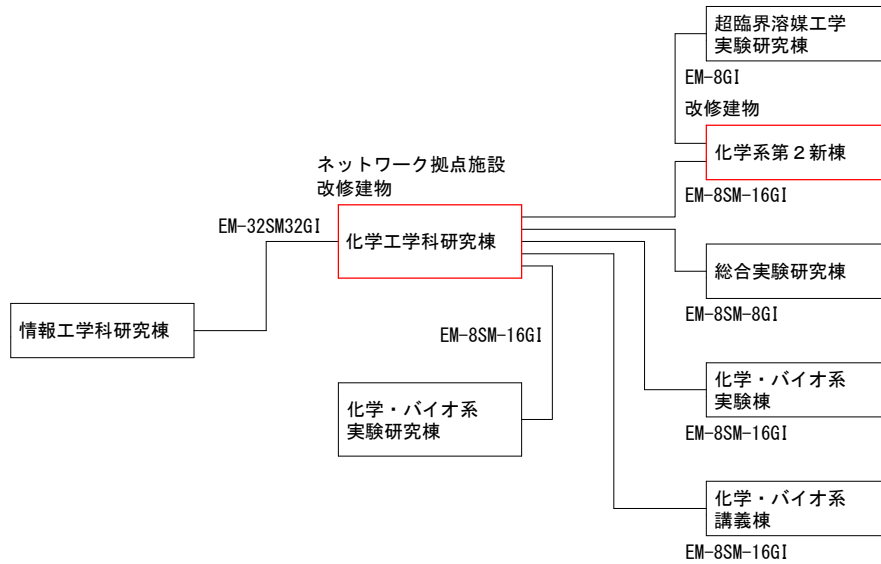 超臨界溶媒工学
実験研究棟
EM-8GI
改修建物
化学系第２新棟
EM-8SM-16GI
ネットワーク拠点施設
改修建物
EM-32SM32GI
化学工学科研究棟
総合実験研究棟
EM-8SM-8GI
情報工学科研究棟
EM-8SM-16GI
化学・バイオ系
実験研究棟
化学・バイオ系
実験棟
EM-8SM-16GI
化学・バイオ系
講義棟
EM-8SM-16GI